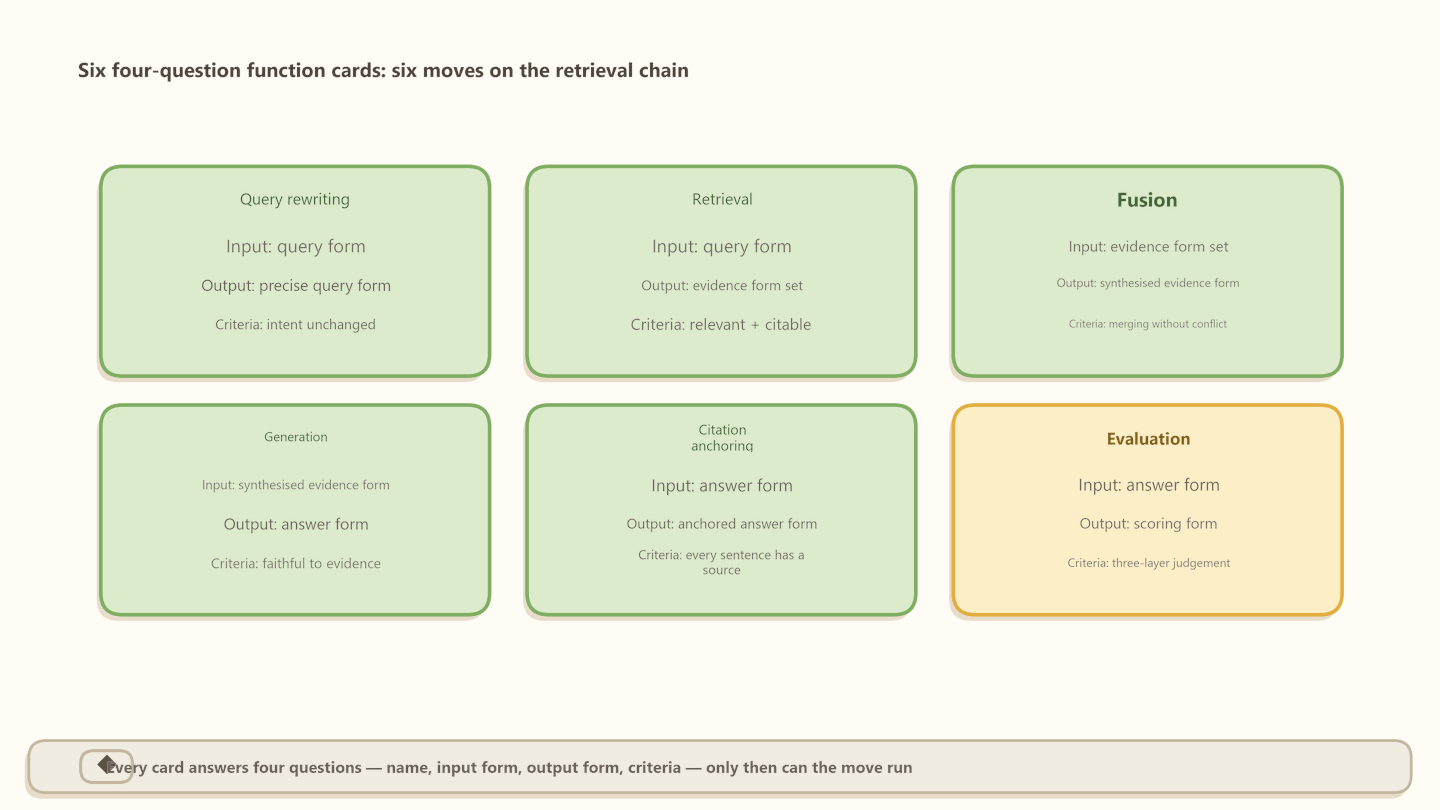 Six four-question function cards: six moves on the retrieval chain
Query rewriting
Input: query form
Output: precise query form
Criteria: intent unchanged
Retrieval
Input: query form
Output: evidence form set
Criteria: relevant + citable
Fusion
Input: evidence form set
Output: synthesised evidence form
Criteria: merging without conflict
Generation
Input: synthesised evidence form
Output: answer form
Criteria: faithful to evidence
Citation
anchoring
Input: answer form
Output: anchored answer form
Criteria: every sentence has a
source
Evaluation
Input: answer form
Output: scoring form
Criteria: three-layer judgement
Every card answers four questions — name, input form, output form, criteria — only then can the move run